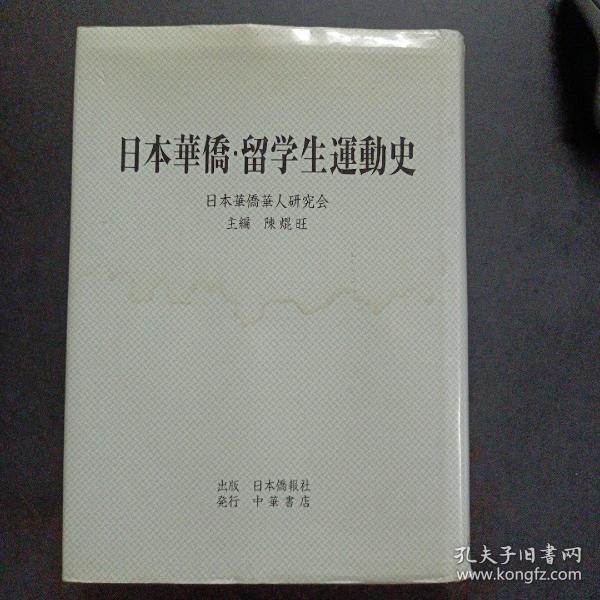 日本華僑·留学生運動史
日本華僑華人研究会
主編 陳焜旺
出版 日本僑報社
発行 中華書店
孔夫子旧书网
www.kongfz.com